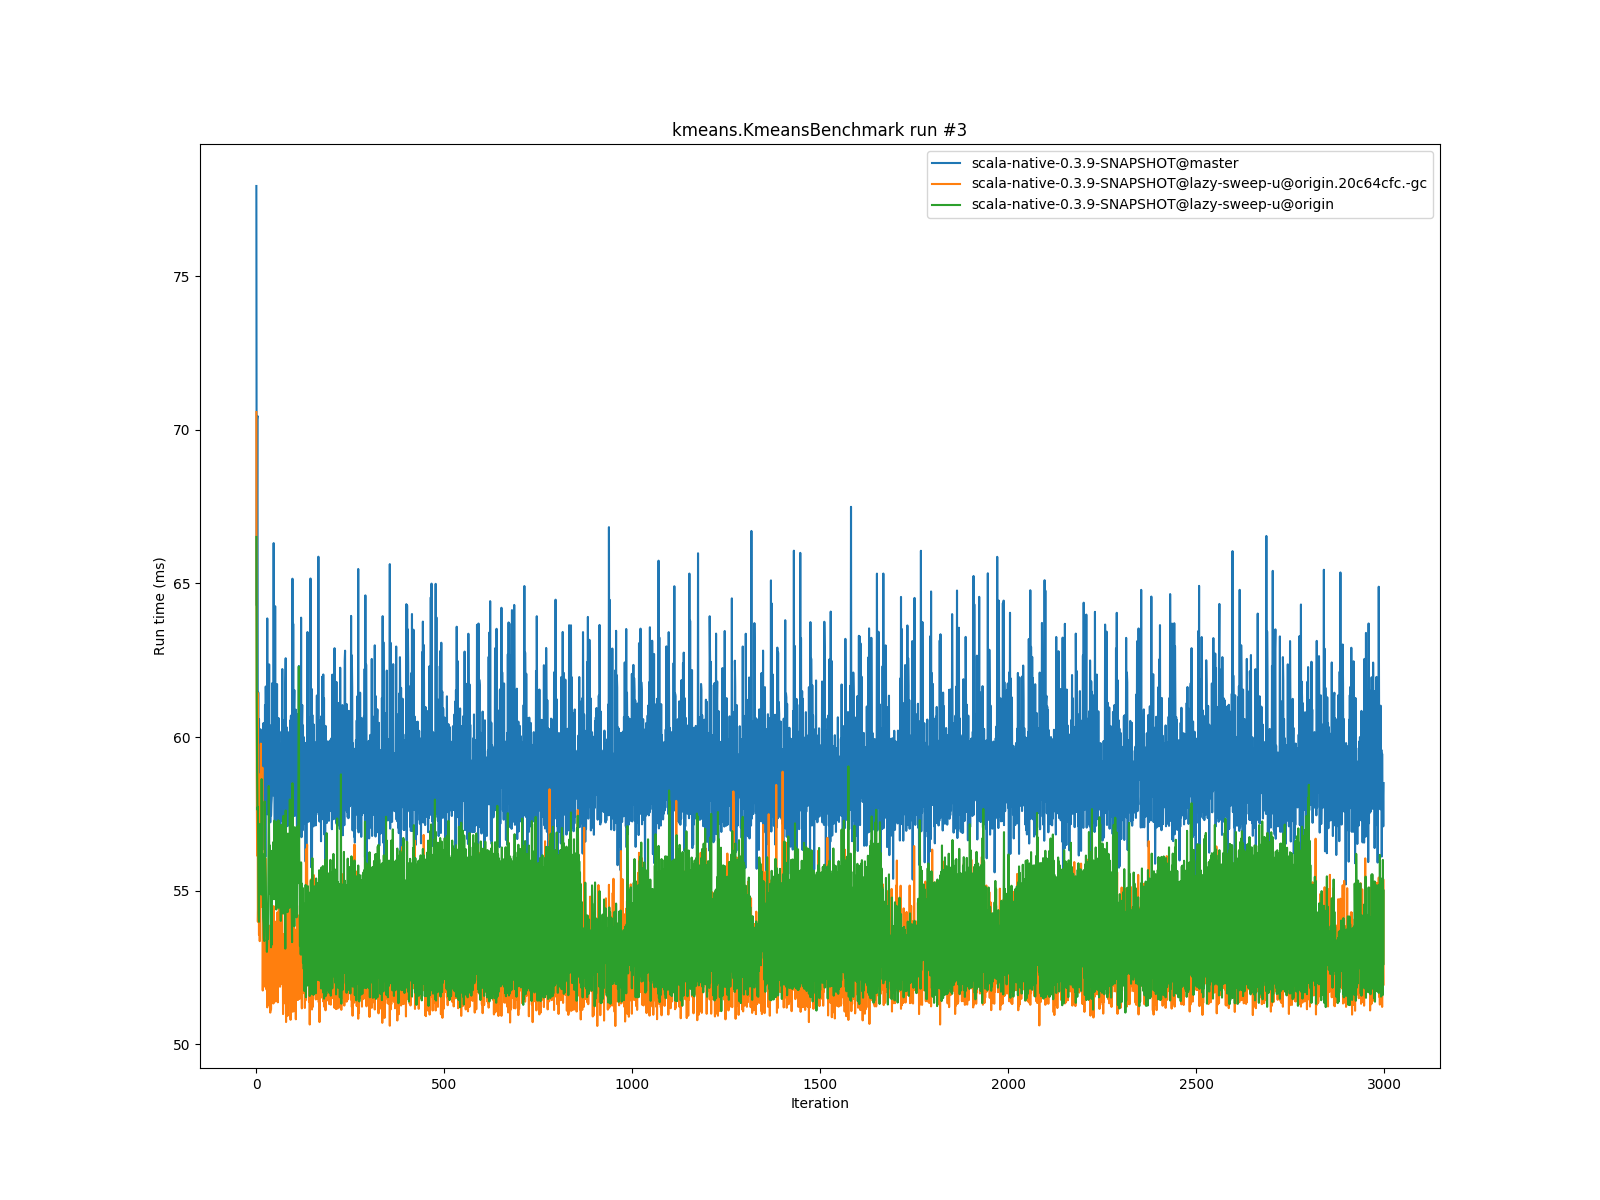 kmeans.KmeansBenchmark run #3
scala-native-0.3.9-SNAPSHOT@master
scala-native-0.3.9-SNAPSHOT@lazy-sweep-u@origin.20c64cfc.-gc
scala-native-0.3.9-SNAPSHOT@lazy-sweep-u@origin
75
70
65
60
55
50
Run time (ms)
0 500 1000 1500 2000 2500 3000
Iteration